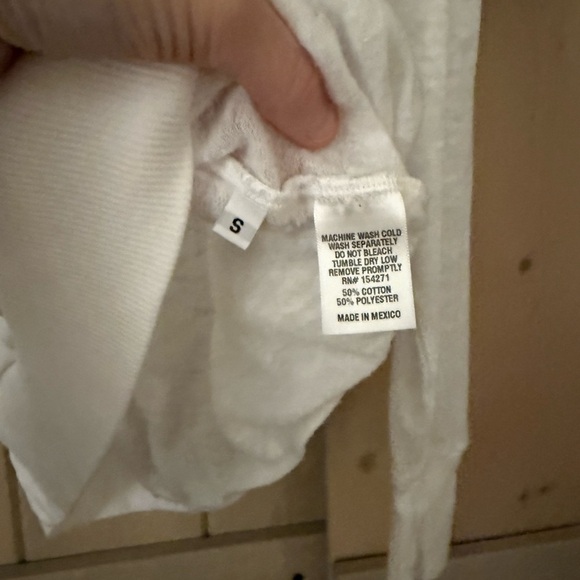 S
MACHINE WASH COLD
WASH SEPARATELY
DO NOT BLEACH
TUMBLE DRY LOW
REMOVE PROMPTLY
RN# 154271
50% COTTON
50% POLYESTER
MADE IN MEXICO